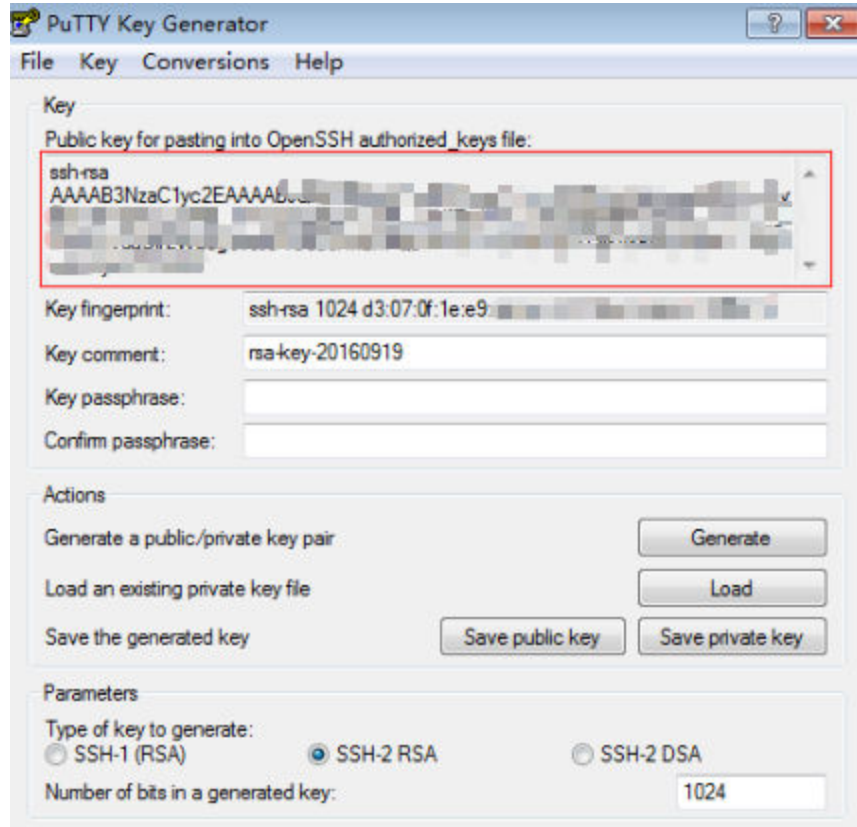 PuTTY Key Generator
File Key Conversions Help
Key
Public key for pasting into OpenSSH authorized_keys file:
ssh-rsa
Key fingerprint: ssh-rsa 1024 d3:07:0f:1e:e9:
Key comment: rsa-key-20160919
Key passphrase:
Confirm passphrase:
Actions
Generate a public/private key pair Generate
Load an existing private key file Load
Save the generated key Save public key Save private key
Parameters
Type of key to generate:
SSH-1 (RSA) SSH-2 RSA SSH-2 DSA
Number of bits in a generated key: 1024